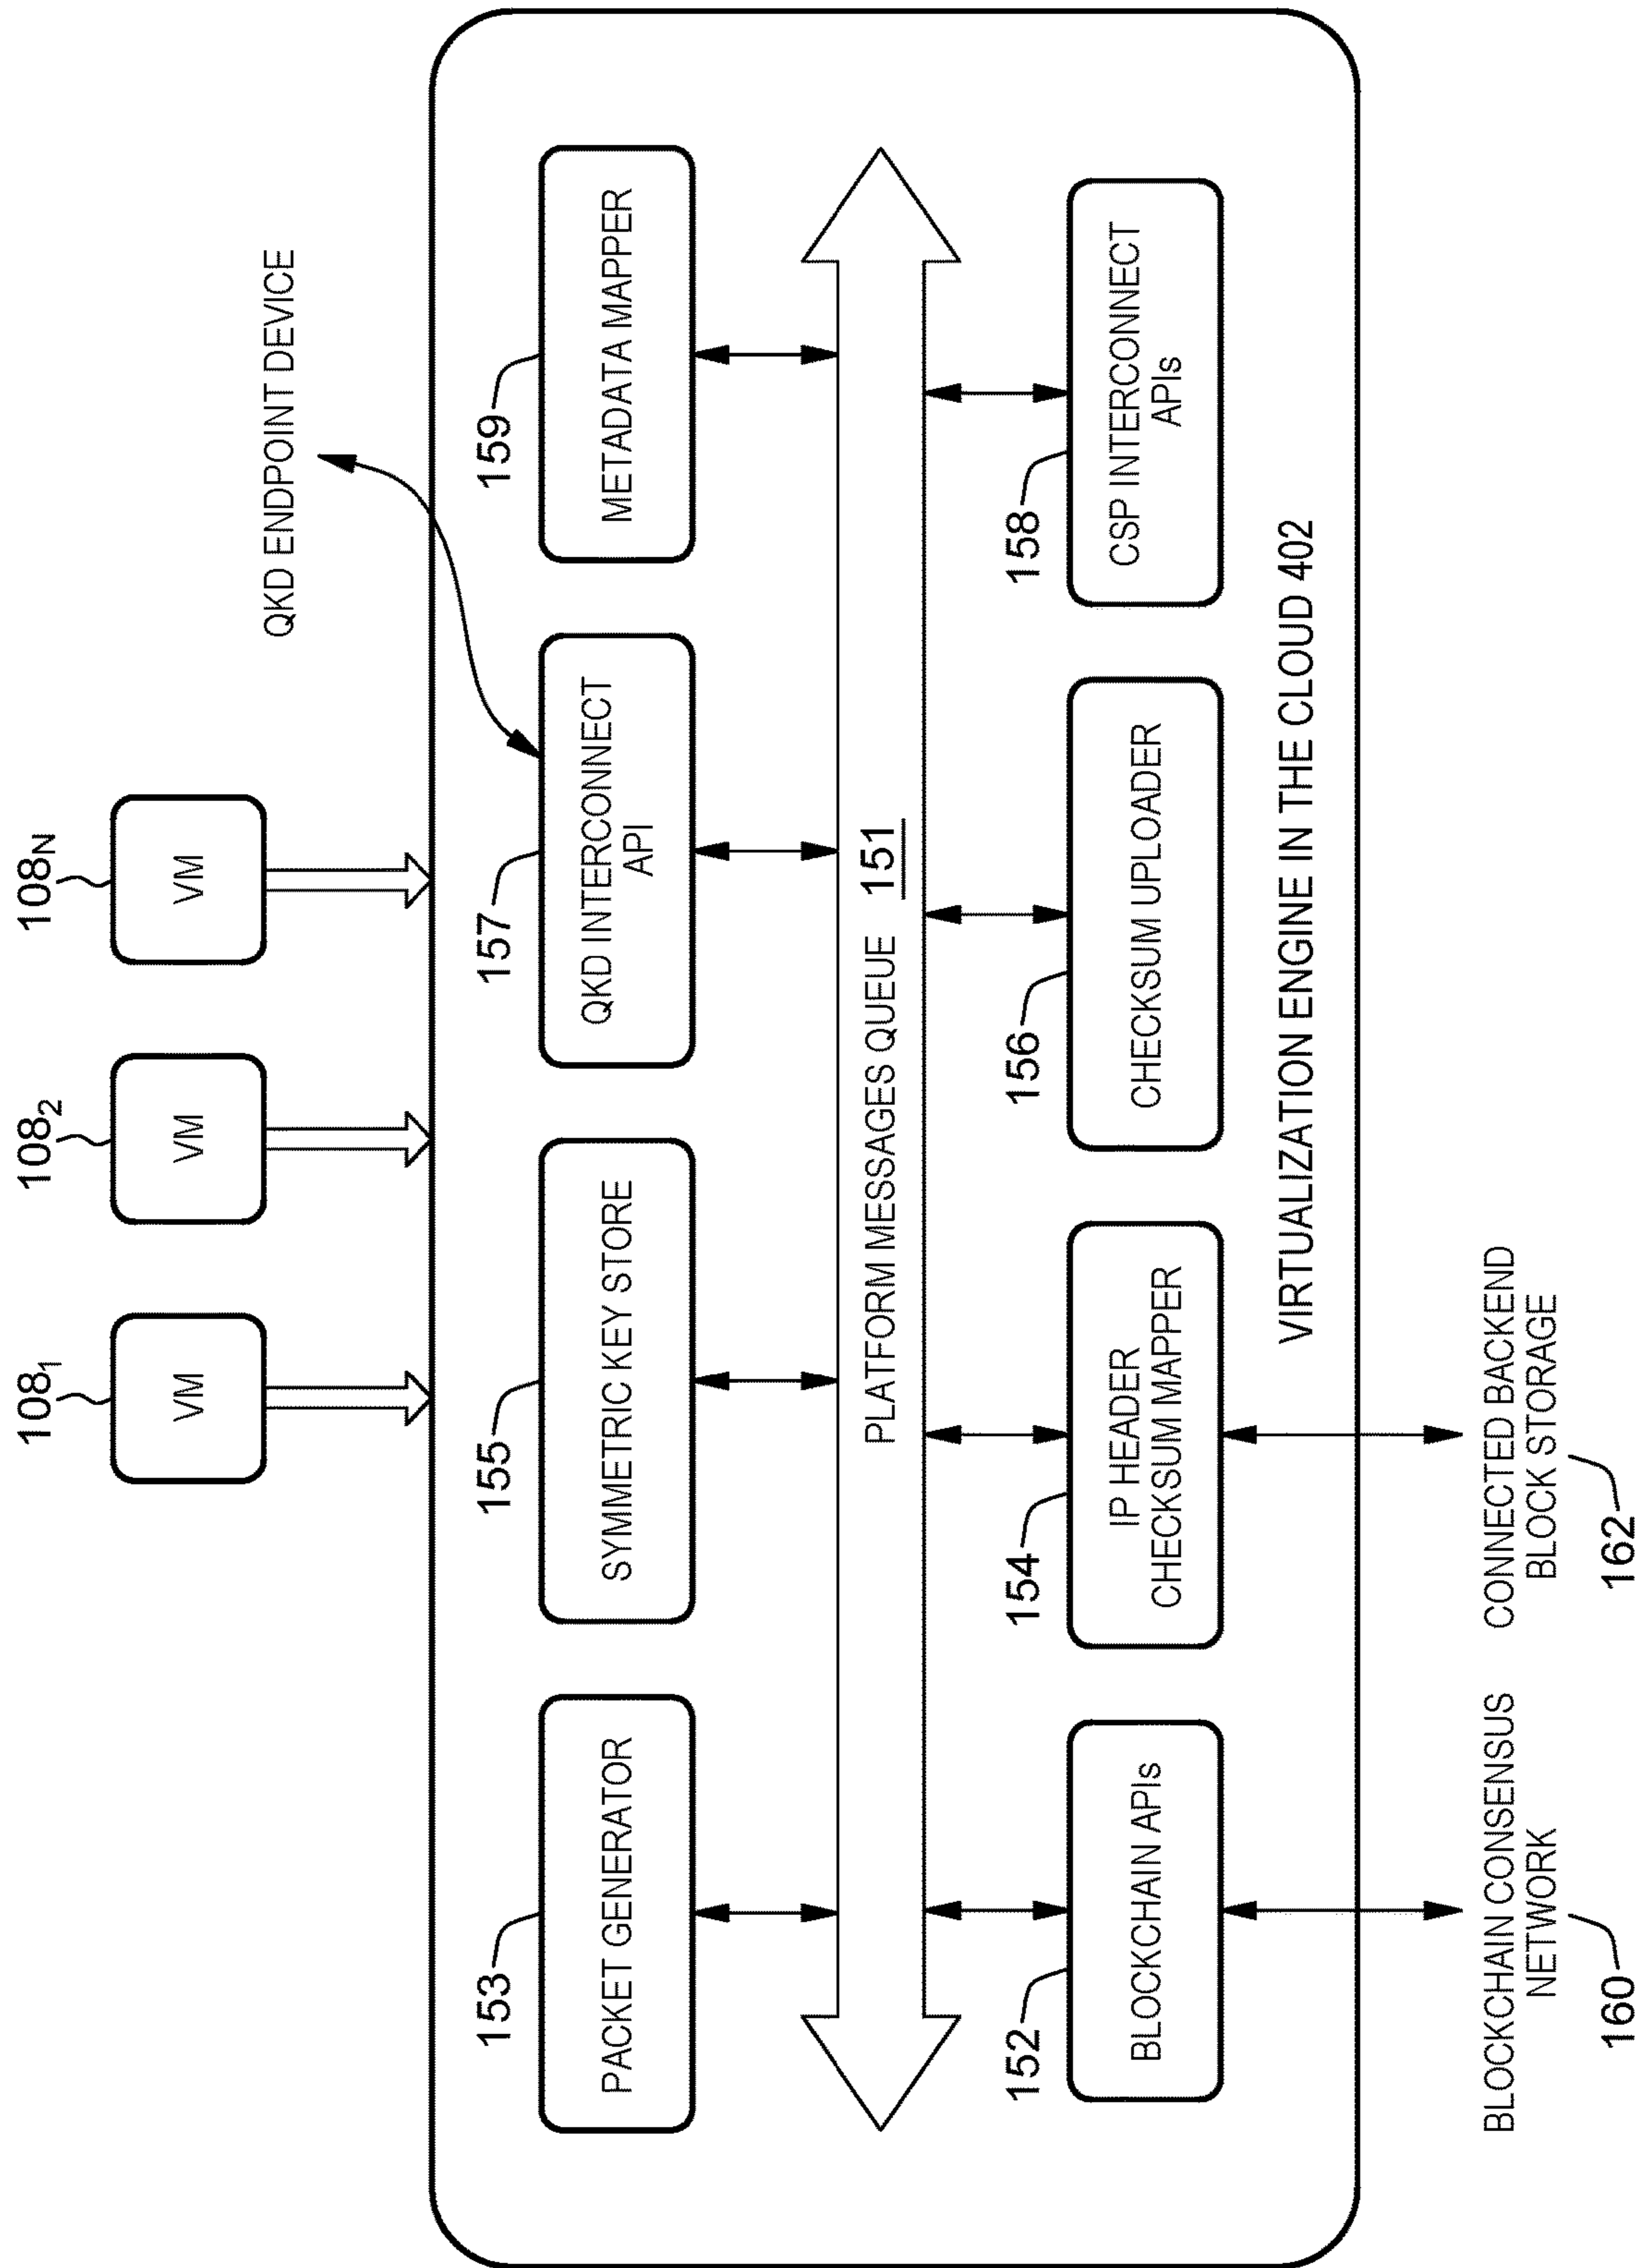 108₁
108₂
108_N
VM
VM
VM
QKD ENDPOINT DEVICE
153
155
157
159
PACKET GENERATOR
SYMMETRIC KEY STORE
QKD INTERCONNECT
API
METADATA MAPPER
PLATFORM MESSAGES QUEUE 151
152
154
156
158
BLOCKCHAIN APIs
IP HEADER
CHECKSUM MAPPER
CHECKSUM UPLOADER
CSP INTERCONNECT
APIs
VIRTUALIZATION ENGINE IN THE CLOUD 402
BLOCKCHAIN CONSENSUS
NETWORK
160
CONNECTED BACKEND
BLOCK STORAGE
162